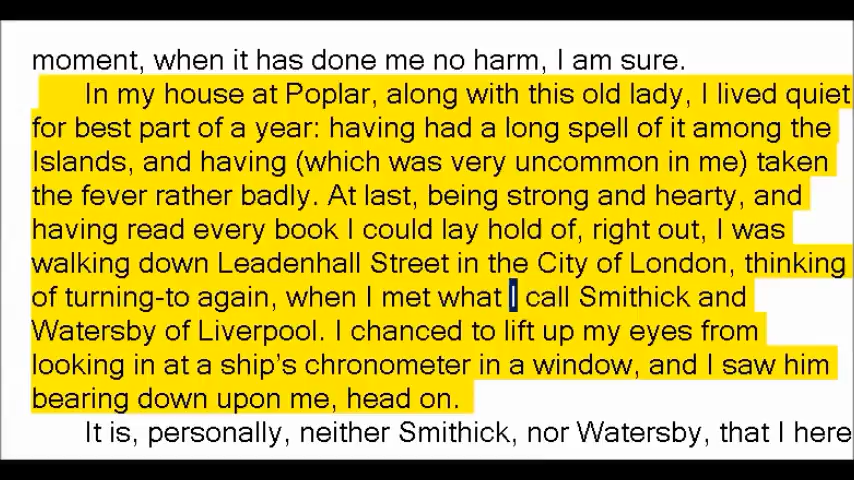 moment, when it has done me no harm, I am sure.
In my house at Poplar, along with this old lady, I lived quiet
for best part of a year: having had a long spell of it among the
Islands, and having (which was very uncommon in me) taken
the fever rather badly. At last, being strong and hearty, and
having read every book I could lay hold of, right out, I was
walking down Leadenhall Street in the City of London, thinking
of turning-to again, when I met what I call Smithick and
Watersby of Liverpool. I chanced to lift up my eyes from
looking in at a ship’s chronometer in a window, and I saw him
bearing down upon me, head on.
It is, personally, neither Smithick, nor Watersby, that I here